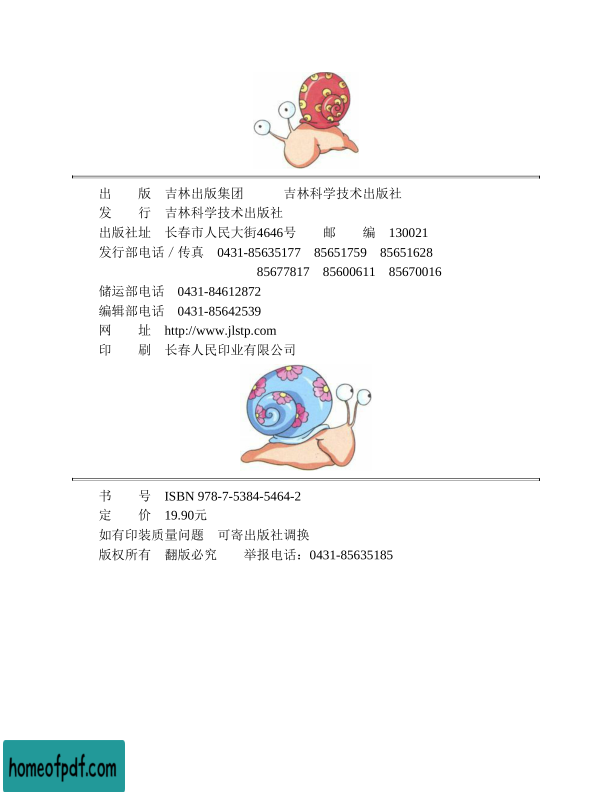 出　　版　吉林出版集团　　　吉林科学技术出版社
发　　行　吉林科学技术出版社
出版社址　长春市人民大街4646号　　邮　　编　130021
发行部电话／传真　0431-85635177　85651759　85651628
85677817　85600611　85670016
储运部电话　0431-84612872
编辑部电话　0431-85642539
网　　址　http://www.jlstp.com
印　　刷　长春人民印业有限公司
书　　号　ISBN 978-7-5384-5464-2
定　　价　19.90元
如有印装质量问题　可寄出版社调换
版权所有　翻版必究　　举报电话：0431-85635185
homeofpdf.com